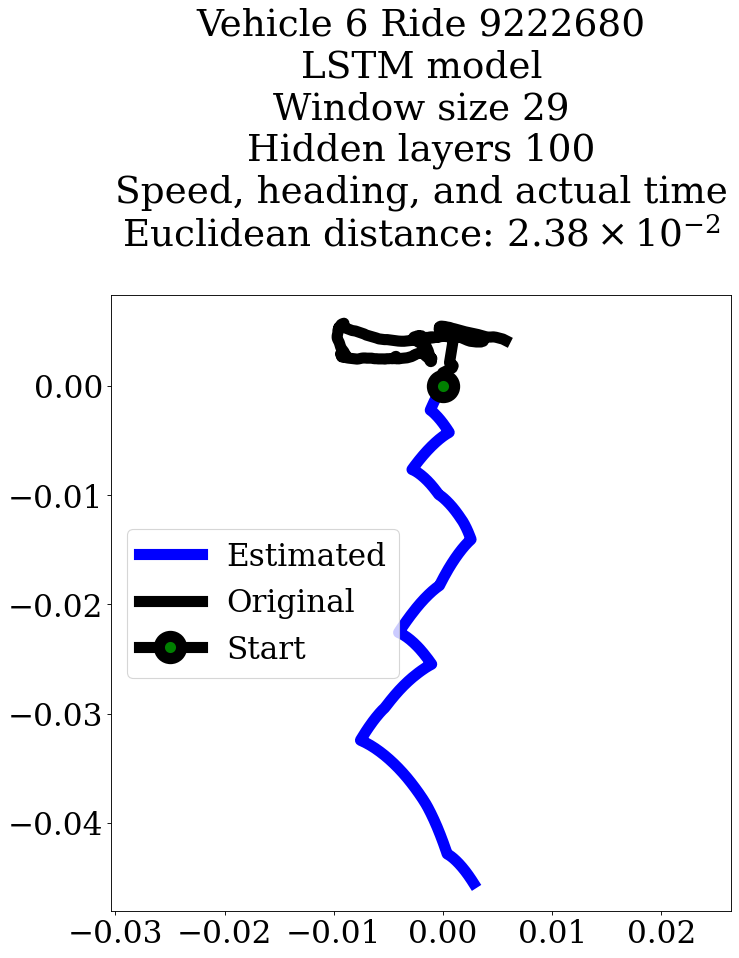 Vehicle 6 Ride 9222680
LSTM model
Window size 29
Hidden layers 100
Speed, heading, and actual time
Euclidean distance: 2.38 × 10⁻²
0.00
−0.01
−0.02
−0.03
−0.04
Estimated
Original
Start
−0.03 −0.02 −0.01 0.00 0.01 0.02